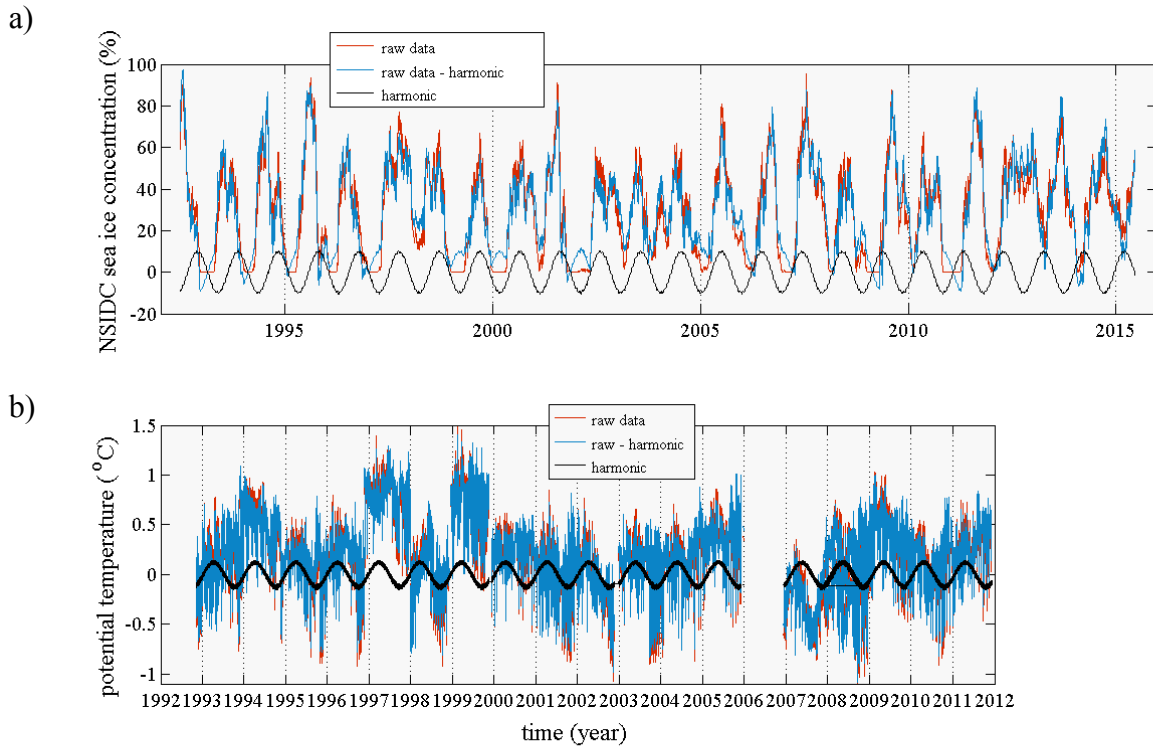 a)
raw data
raw data - harmonic
harmonic
NSIDC sea ice concentration (%)
100
80
60
40
20
0
-20
1995
2000
2005
2010
2015
b)
raw data
raw - harmonic
harmonic
potential temperature (°C)
1.5
1
0.5
0
-0.5
-1
1992 1993 1994 1995 1996 1997 1998 1999 2000 2001 2002 2003 2004 2005 2006 2007 2008 2009 2010 2011 2012
time (year)